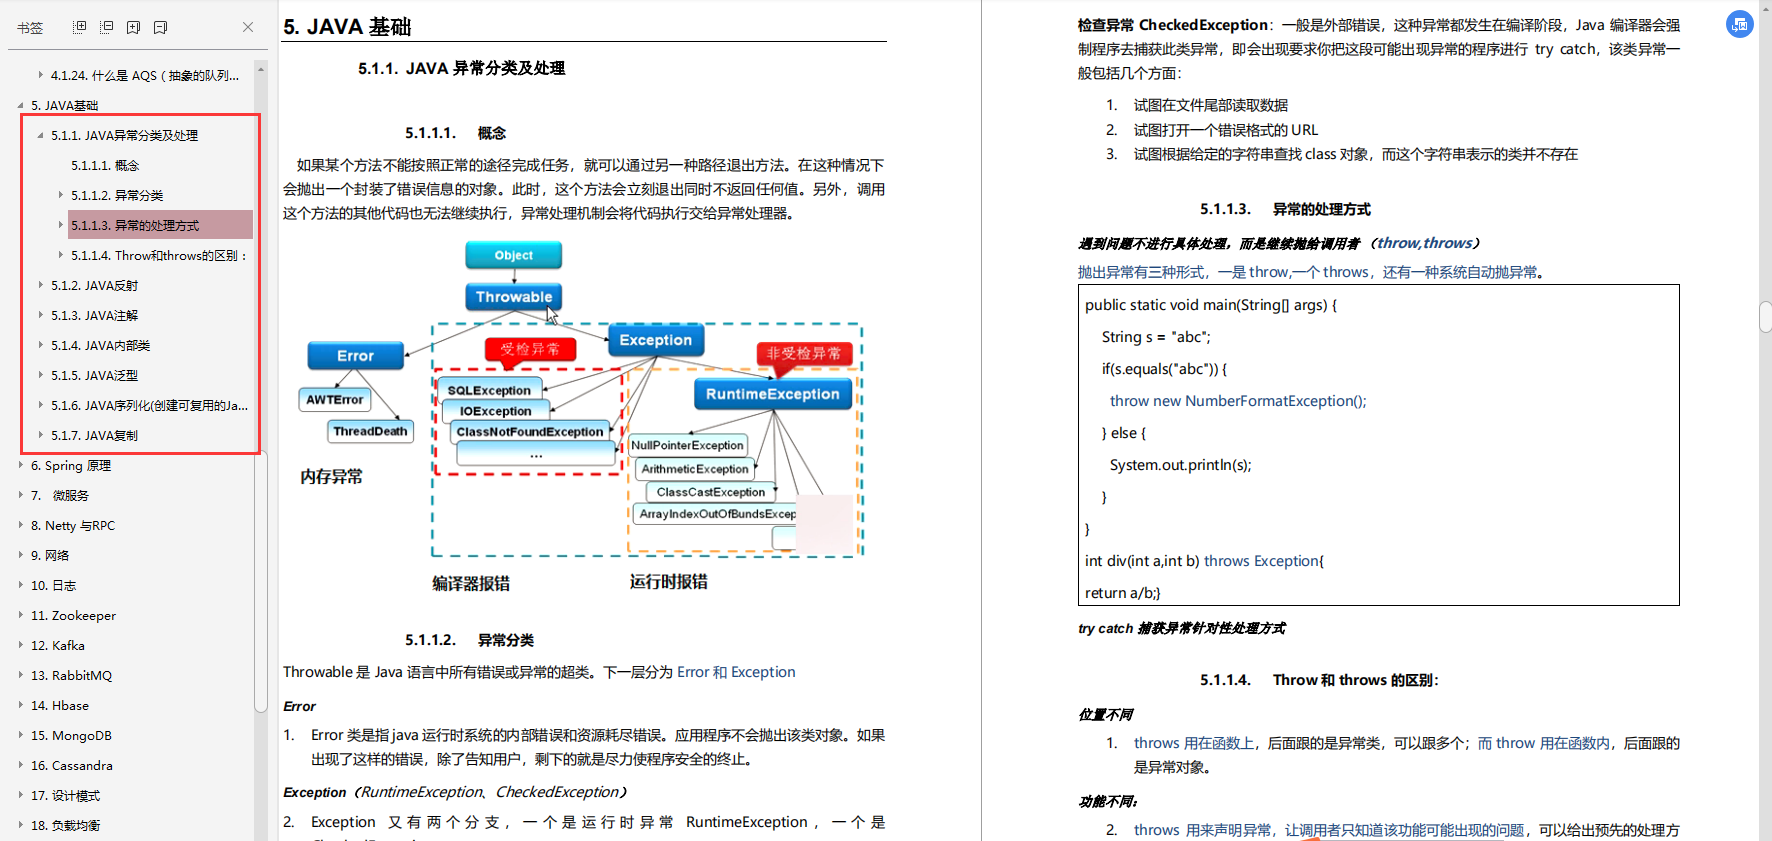 书签
4.1.24. 什么是 AQS ( 抽象的队列...
5. JAVA基础
5.1.1. JAVA异常分类及处理
5.1.1.1. 概念
5.1.1.2. 异常分类
5.1.1.3. 异常的处理方式
5.1.1.4. Throw和throws的区别：
5.1.2. JAVA反射
5.1.3. JAVA注解
5.1.4. JAVA内部类
5.1.5. JAVA泛型
5.1.6. JAVA序列化(创建可复用的Ja...
5.1.7. JAVA复制
6. Spring 原理
7. 微服务
8. Netty 与RPC
9. 网络
10. 日志
11. Zookeeper
12. Kafka
13. RabbitMQ
14. Hbase
15. MongoDB
16. Cassandra
17. 设计模式
18. 负载均衡
5. JAVA 基础
5.1.1. JAVA 异常分类及处理
5.1.1.1. 概念
如果某个方法不能按照正常的途径完成任务，就可以通过另一种路径退出方法。在这种情况下
会抛出一个封装了错误信息的对象。此时，这个方法会立刻退出同时不返回任何值。另外，调用
这个方法的其他代码也无法继续执行，异常处理机制会将代码执行交给异常处理器。
Object
Throwable
Error
受检异常
Exception
非受检异常
AWTError
ThreadDeath
SQLException
IOException
ClassNotFoundException
...
RuntimeException
NullPointerException
ArithmeticException
ClassCastException
ArrayIndexOutOfBundsExcep
内存异常
编译器报错
运行时报错
5.1.1.2. 异常分类
Throwable 是 Java 语言中所有错误或异常的超类。下一层分为 Error 和 Exception
Error
1. Error 类是指 java 运行时系统的内部错误和资源耗尽错误。应用程序不会抛出该类对象。如果
出现了这样的错误，除了告知用户，剩下的就是尽力使程序安全的终止。
Exception（RuntimeException、CheckedException）
2. Exception 又有两个分支，一个是运行时异常 RuntimeException，一个是
检查异常 CheckedException：一般是外部错误，这种异常都发生在编译阶段，Java 编译器会强
制程序去捕获此类异常，即会出现要求你把这段可能出现异常的程序进行 try catch，该类异常一
般包括几个方面：
1. 试图在文件尾部读取数据
2. 试图打开一个错误格式的 URL
3. 试图根据给定的字符串查找 class 对象，而这个字符串表示的类并不存在
5.1.1.3. 异常的处理方式
遇到问题不进行具体处理，而是继续抛给调用者 （throw,throws）
抛出异常有三种形式，一是 throw,一个 throws，还有一种系统自动抛异常。
public static void main(String[] args) {
String s = "abc";
if(s.equals("abc")) {
throw new NumberFormatException();
} else {
System.out.println(s);
}
}
int div(int a,int b) throws Exception{
return a/b;}
try catch 捕获异常针对性处理方式
5.1.1.4. Throw 和 throws 的区别：
位置不同
1. throws 用在函数上，后面跟的是异常类，可以跟多个；而 throw 用在函数内，后面跟的
是异常对象。
功能不同：
2. throws 用来声明异常，让调用者只知道该功能可能出现的问题，可以给出预先的处理方